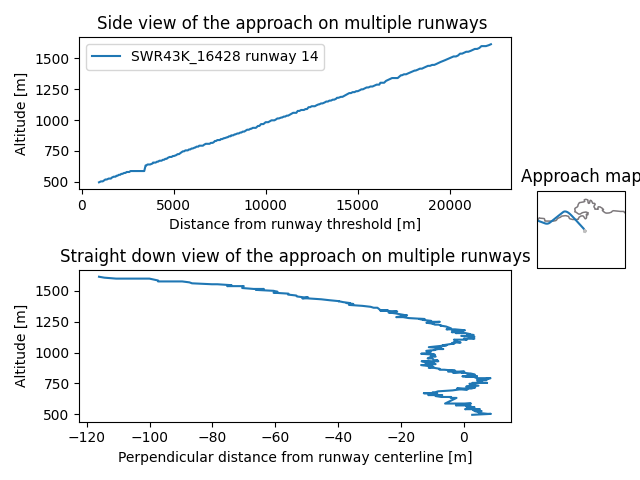 Side view of the approach on multiple runways
SWR43K_16428 runway 14
Altitude [m]
1500
1250
1000
750
500
0
5000
10000
15000
20000
Distance from runway threshold [m]
Approach map
Straight down view of the approach on multiple runways
Altitude [m]
1500
1250
1000
750
500
−120
−100
−80
−60
−40
−20
0
Perpendicular distance from runway centerline [m]